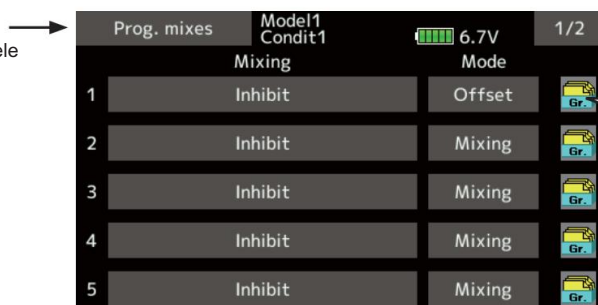 Prog. mixes Model1 6.7V 1/2
Condit1
ele
Mixing Mode
1 Inhibit Offset Gr.
2 Inhibit Mixing Gr.
3 Inhibit Mixing Gr.
4 Inhibit Mixing Gr.
5 Inhibit Mixing Gr.